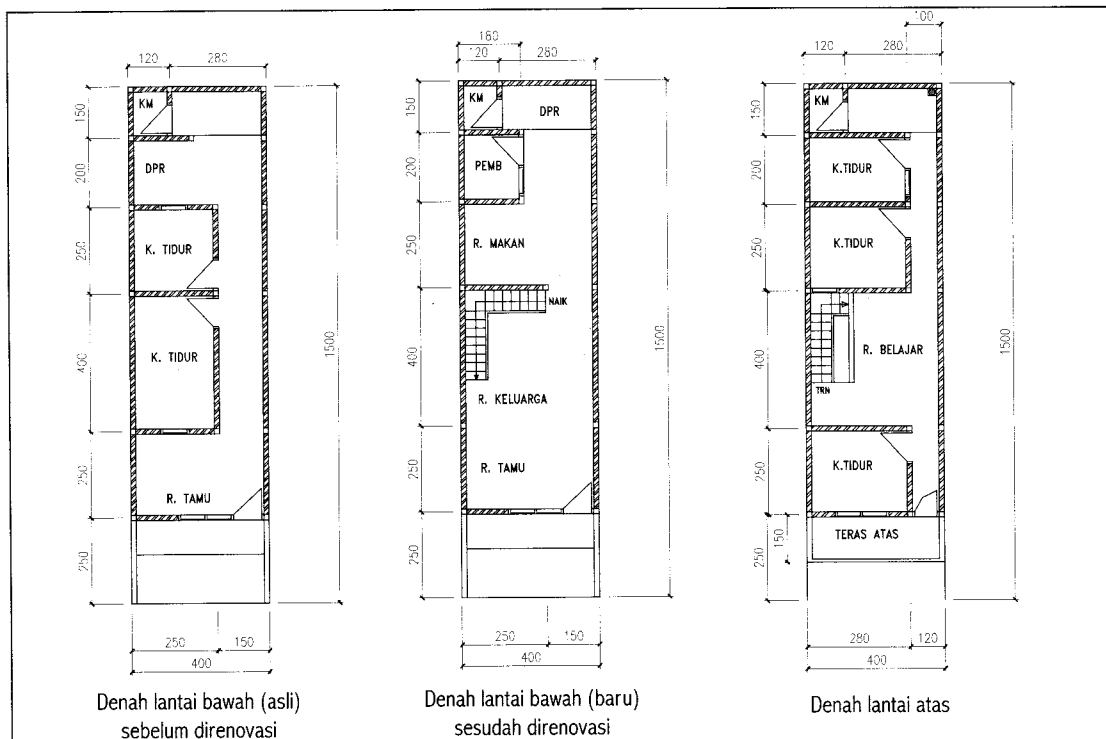 120
280
KM
150
DPR
200
K. TIDUR
250
K. TIDUR
400
R. TAMU
250
250
1500
250
150
400
Denah lantai bawah (asli)
sebelum direnovasi
180
120
280
KM
DPR
150
PEMB
200
R. MAKAN
250
NAIK
400
R. KELUARGA
R. TAMU
250
250
1500
250
150
400
Denah lantai bawah (baru)
sesudah direnovasi
100
120
280
KM
150
K.TIDUR
200
K.TIDUR
250
R. BELAJAR
TRN
400
K.TIDUR
250
TERAS ATAS
150
250
1500
280
120
400
Denah lantai atas